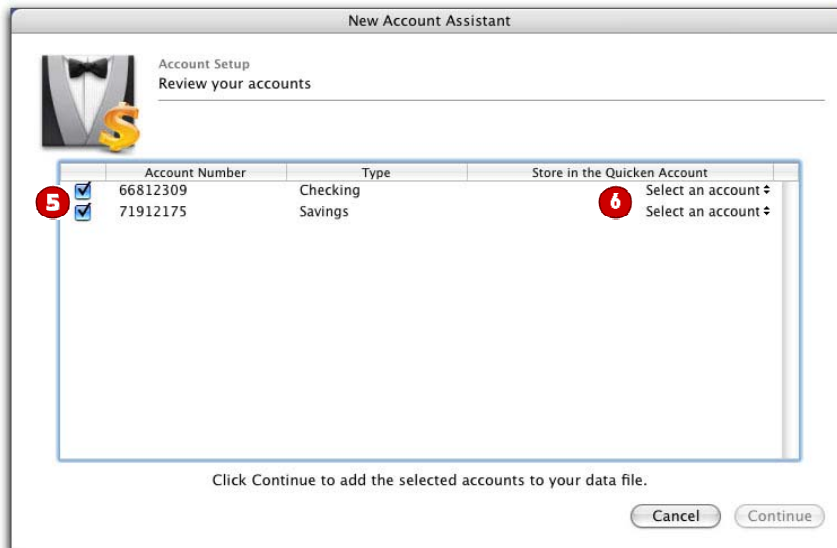 New Account Assistant
Account Setup
Review your accounts
$
Account Number Type Store in the Quicken Account
5 66812309 Checking 6 Select an account
71912175 Savings Select an account
Click Continue to add the selected accounts to your data file.
Cancel Continue